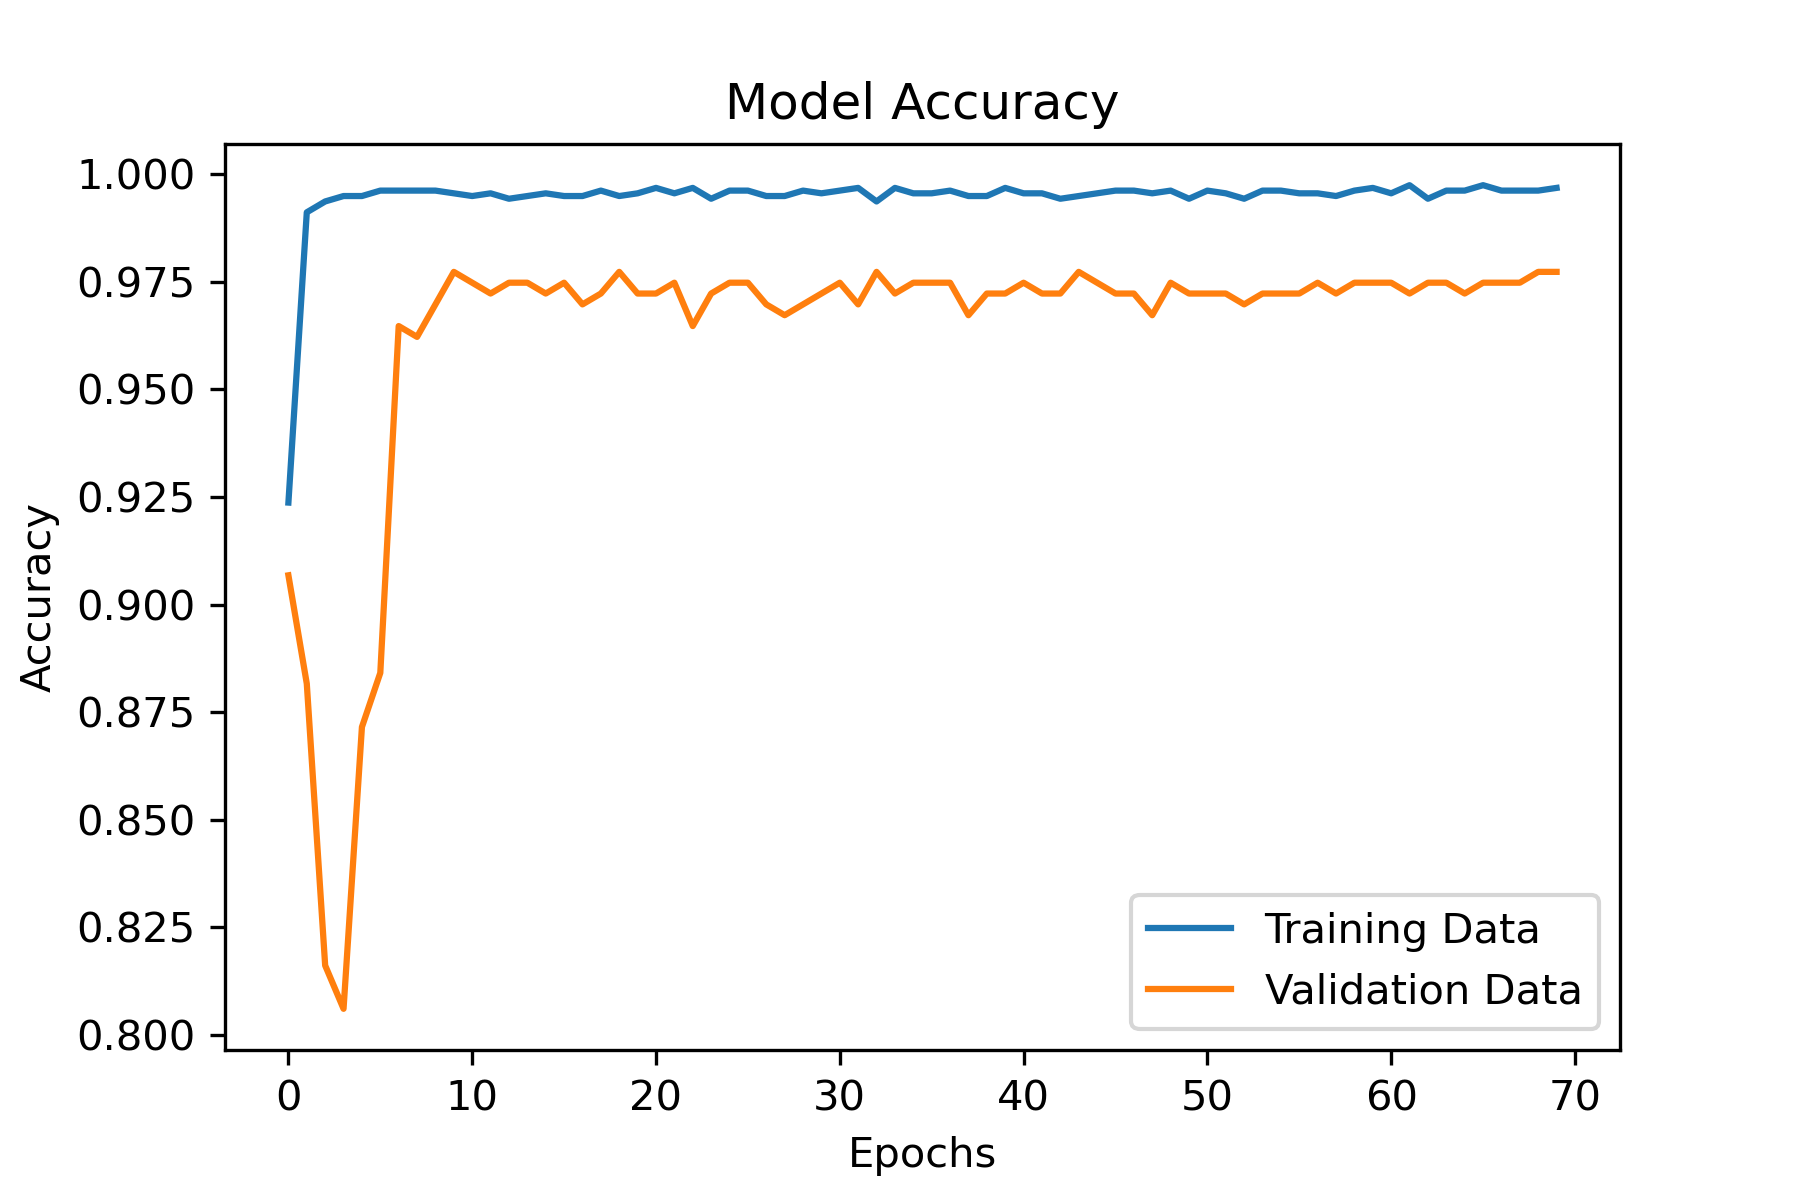 Model Accuracy
1.000
0.975
0.950
0.925
0.900
0.875
0.850
0.825
0.800
Accuracy
Training Data
Validation Data
0 10 20 30 40 50 60 70
Epochs